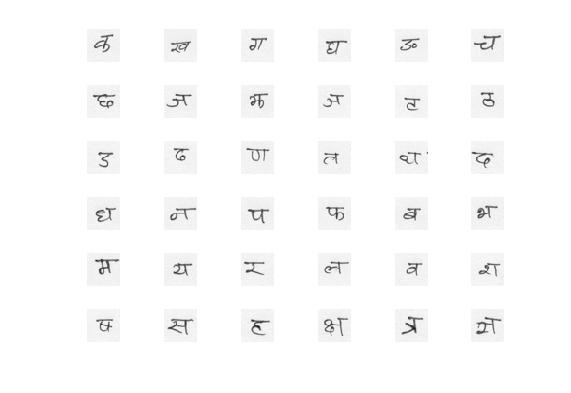 क ख ग घ ङ च
छ ज झ ञ ट ठ
ड ढ ण त थ द
ध न प फ ब भ
म य र ल व श
ष स ह क्ष त्र ज्ञ